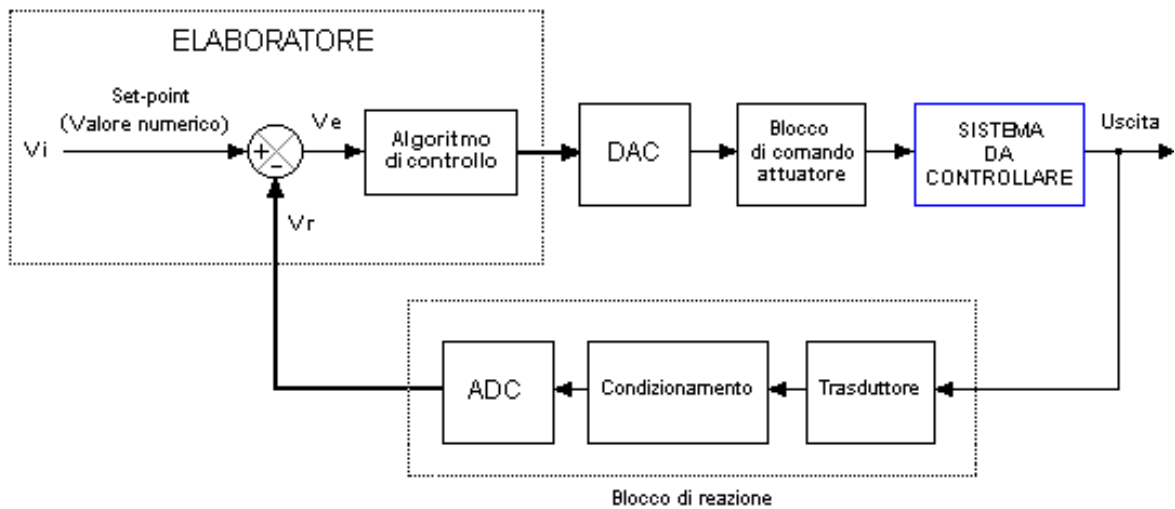 ELABORATORE
Set-point
(Valore numerico)
Vi
+
-
Ve
Vr
Algoritmo
di controllo
DAC
Blocco
di comando
attuatore
SISTEMA
DA
CONTROLLARE
Uscita
ADC
Condizionamento
Trasduttore
Blocco di reazione